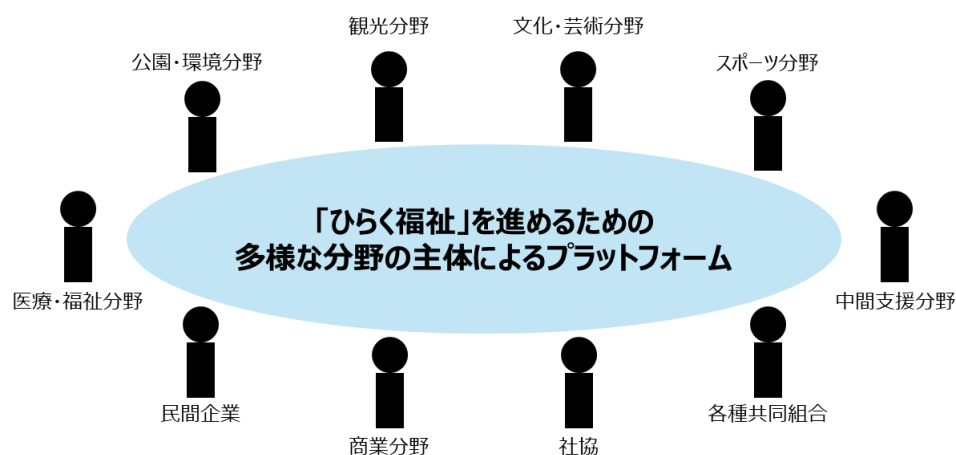 観光分野
文化・芸術分野
公園・環境分野
スポーツ分野
「ひらく福祉」を進めるための
多様な分野の主体によるプラットフォーム
医療・福祉分野
中間支援分野
民間企業
各種共同組合
商業分野
社協